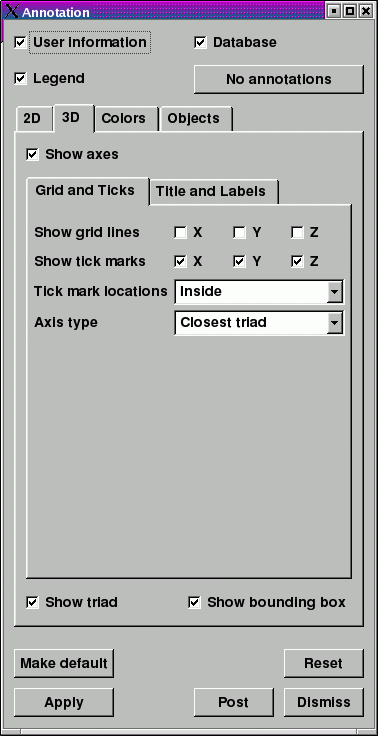 Annotation
User information Database
Legend No annotations
2D 3D Colors Objects
Show axes
Grid and Ticks Title and Labels
Show grid lines X Y Z
Show tick marks X Y Z
Tick mark locations Inside
Axis type Closest triad
Show triad Show bounding box
Make default Reset
Apply Post Dismiss